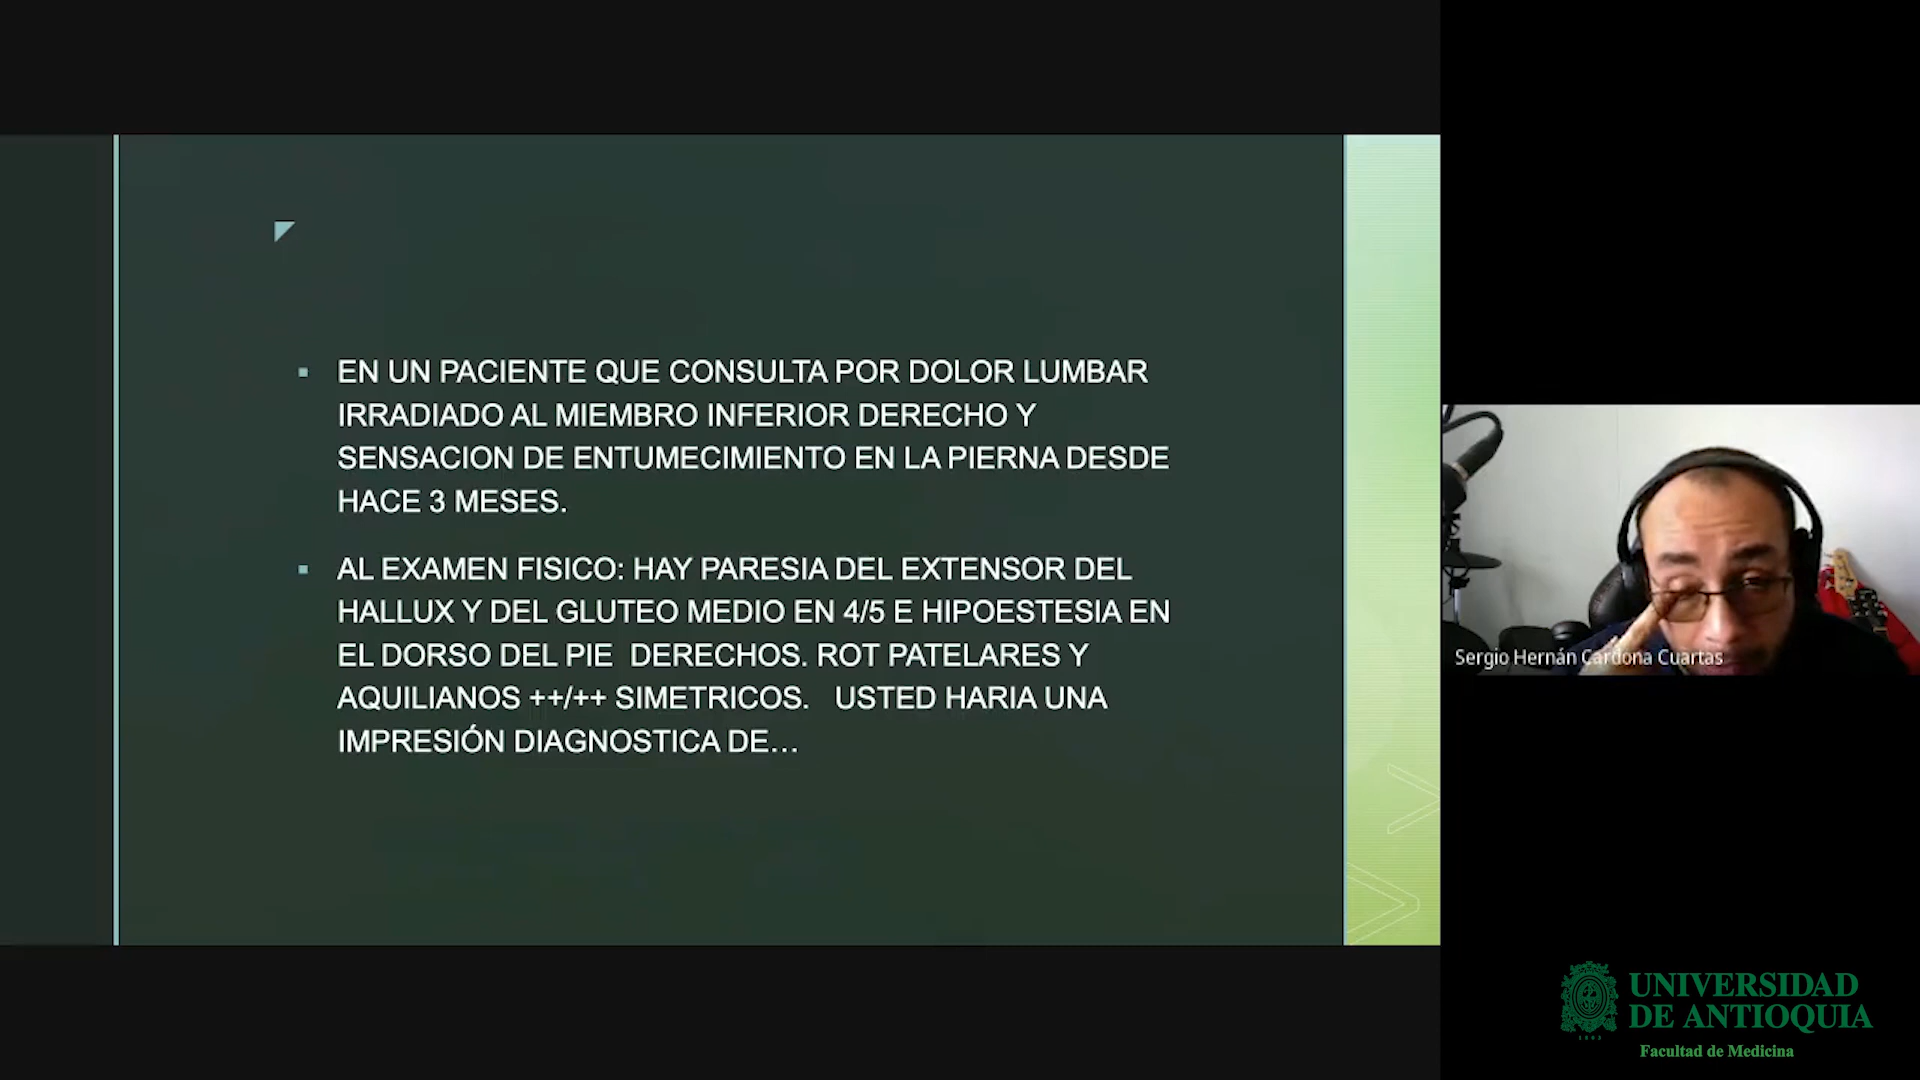 EN UN PACIENTE QUE CONSULTA POR DOLOR LUMBAR
IRRADIADO AL MIEMBRO INFERIOR DERECHO Y
SENSACION DE ENTUMECIMIENTO EN LA PIERNA DESDE
HACE 3 MESES.
AL EXAMEN FISICO: HAY PARESIA DEL EXTENSOR DEL
HALLUX Y DEL GLUTEO MEDIO EN 4/5 E HIPOESTESIA EN
EL DORSO DEL PIE DERECHOS. ROT PATELARES Y
AQUILIANOS ++/++ SIMETRICOS. USTED HARIA UNA
IMPRESIÓN DIAGNOSTICA DE...
Sergio Hernán Cardona Cuartas
UNIVERSIDAD
DE ANTIOQUIA
1803
Facultad de Medicina